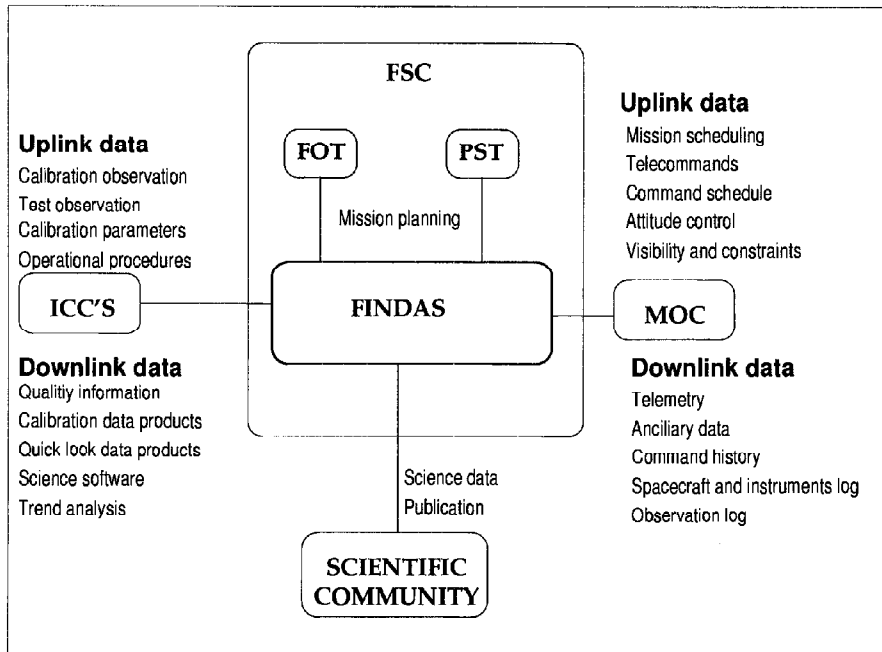 FSC
FOT
PST
Mission planning
FINDAS
Uplink data
Calibration observation
Test observation
Calibration parameters
Operational procedures
ICC'S
Downlink data
Qualitiy information
Calibration data products
Quick look data products
Science software
Trend analysis
Uplink data
Mission scheduling
Telecommands
Command schedule
Attitude control
Visibility and constraints
MOC
Downlink data
Telemetry
Anciliary data
Command history
Spacecraft and instruments log
Observation log
Science data
Publication
SCIENTIFIC
COMMUNITY